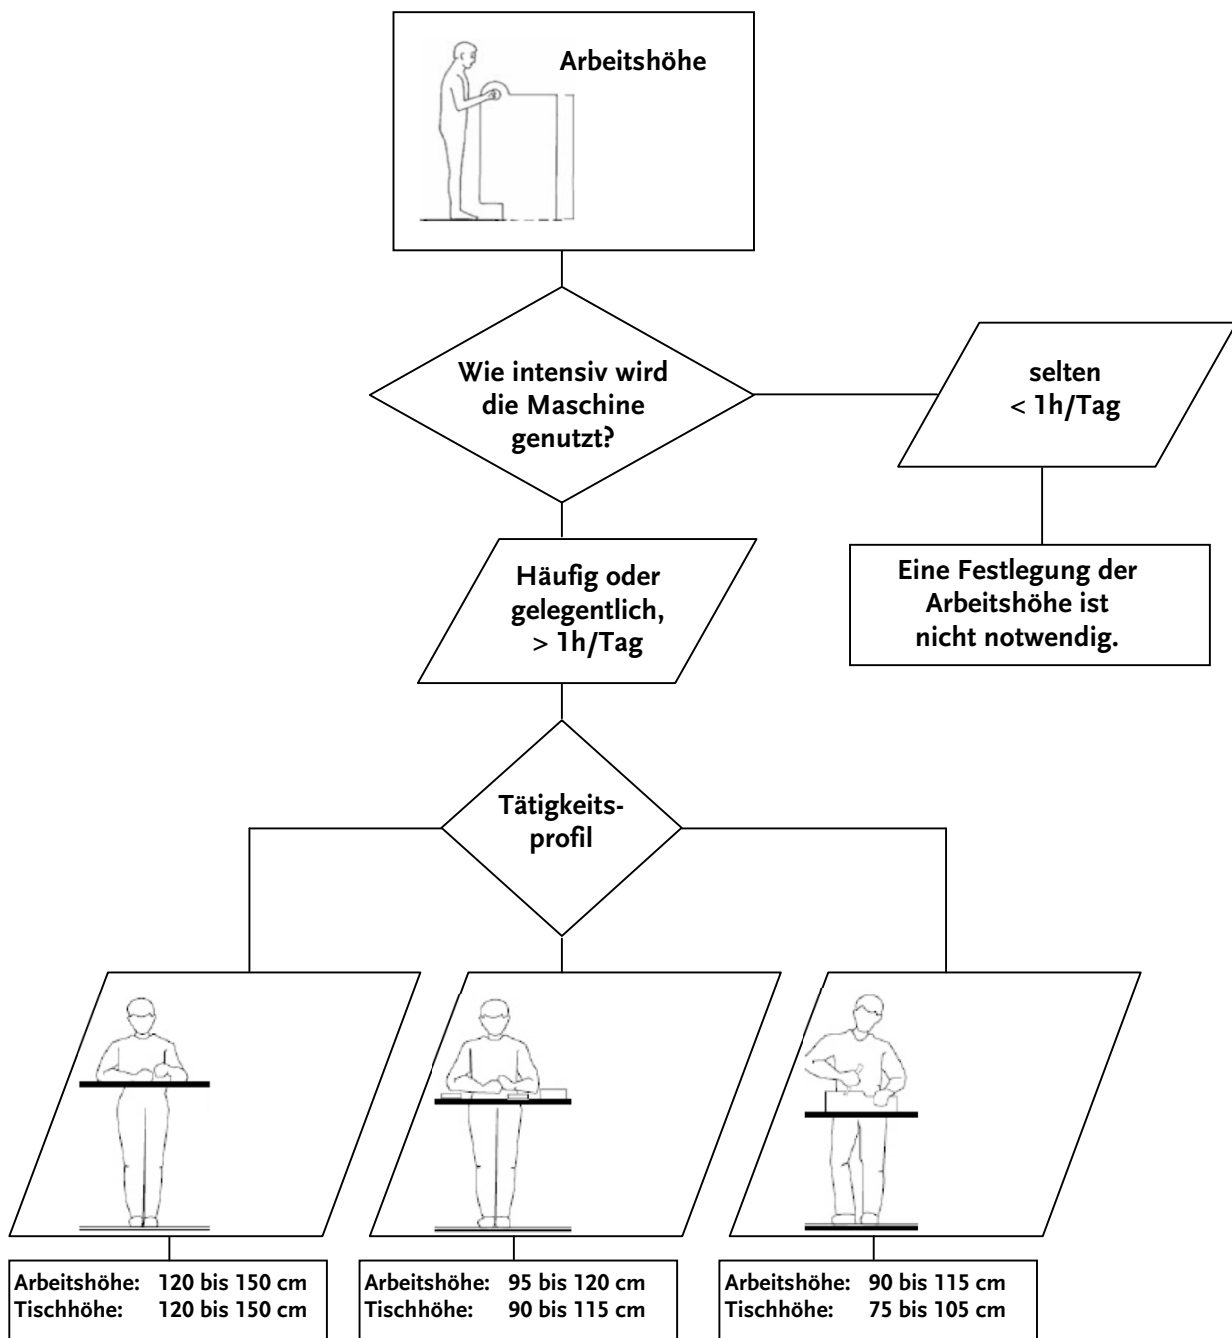 Arbeitshöhe
Wie intensiv wird
die Maschine
genutzt?
selten
< 1h/Tag
Häufig oder
gelegentlich,
> 1h/Tag
Eine Festlegung der
Arbeitshöhe ist
nicht notwendig.
Tätigkeits-
profil
Arbeitshöhe: 120 bis 150 cm
Tischhöhe: 120 bis 150 cm
Arbeitshöhe: 95 bis 120 cm
Tischhöhe: 90 bis 115 cm
Arbeitshöhe: 90 bis 115 cm
Tischhöhe: 75 bis 105 cm